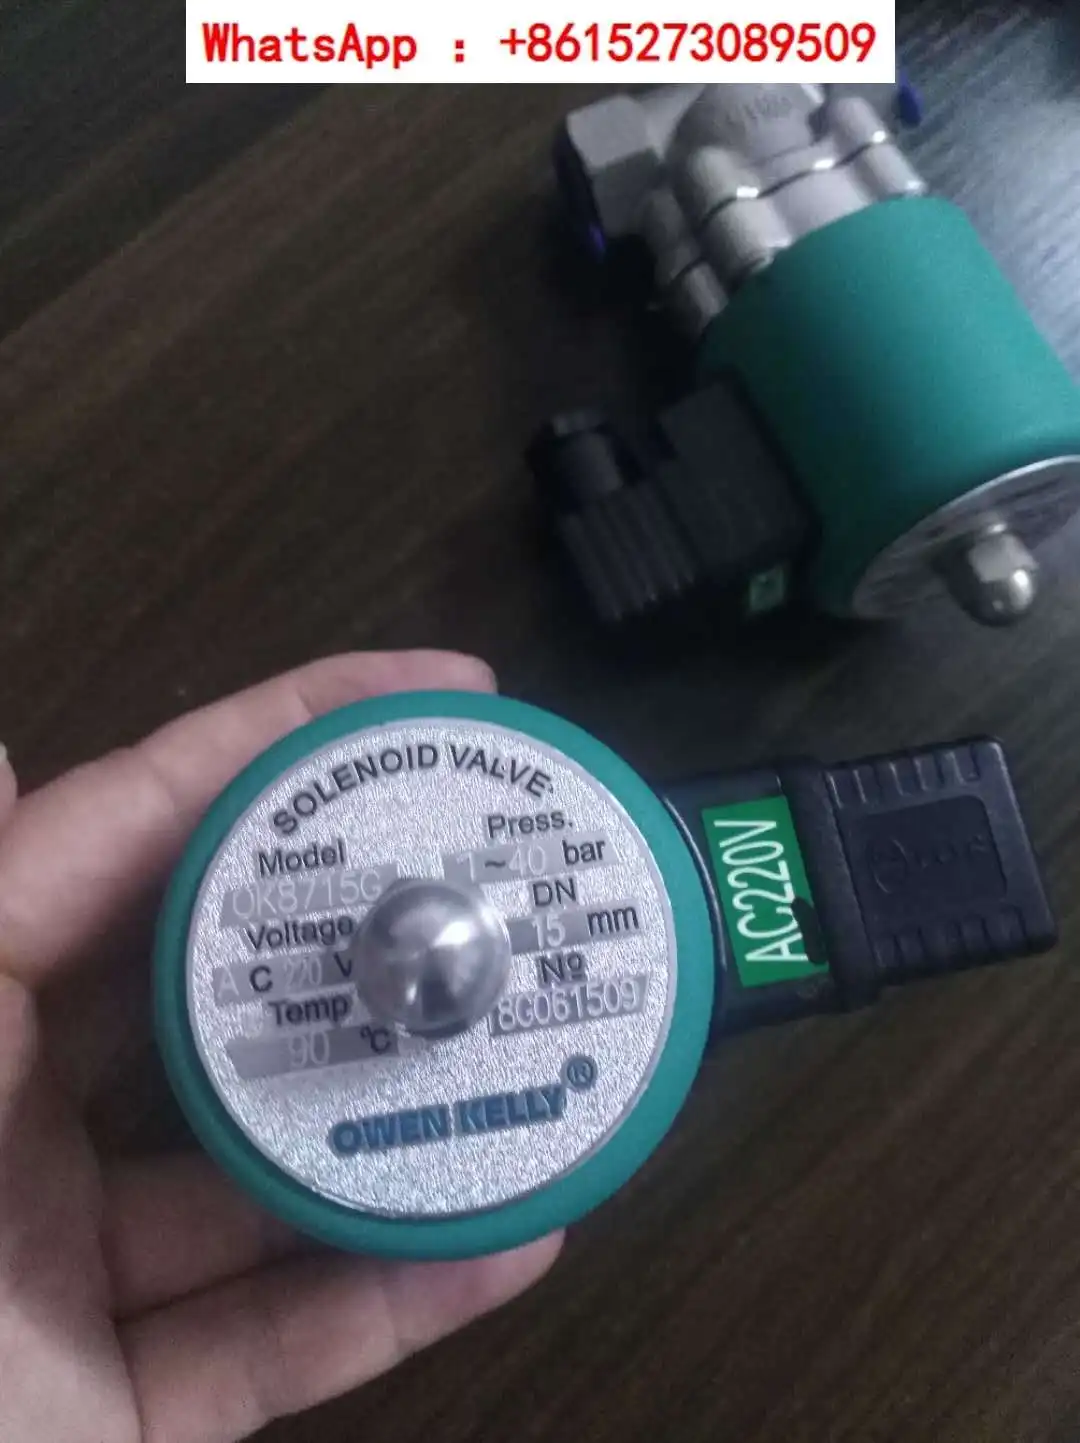 WhatsApp : +8615273089509
SOLENOID VALVE
Model
OK8715G
Press.
1~40 bar
Voltage
A C 220 V
DN
15 mm
Temp
90 °C
Nº
8G061509
OWEN KELLY®
AC220V